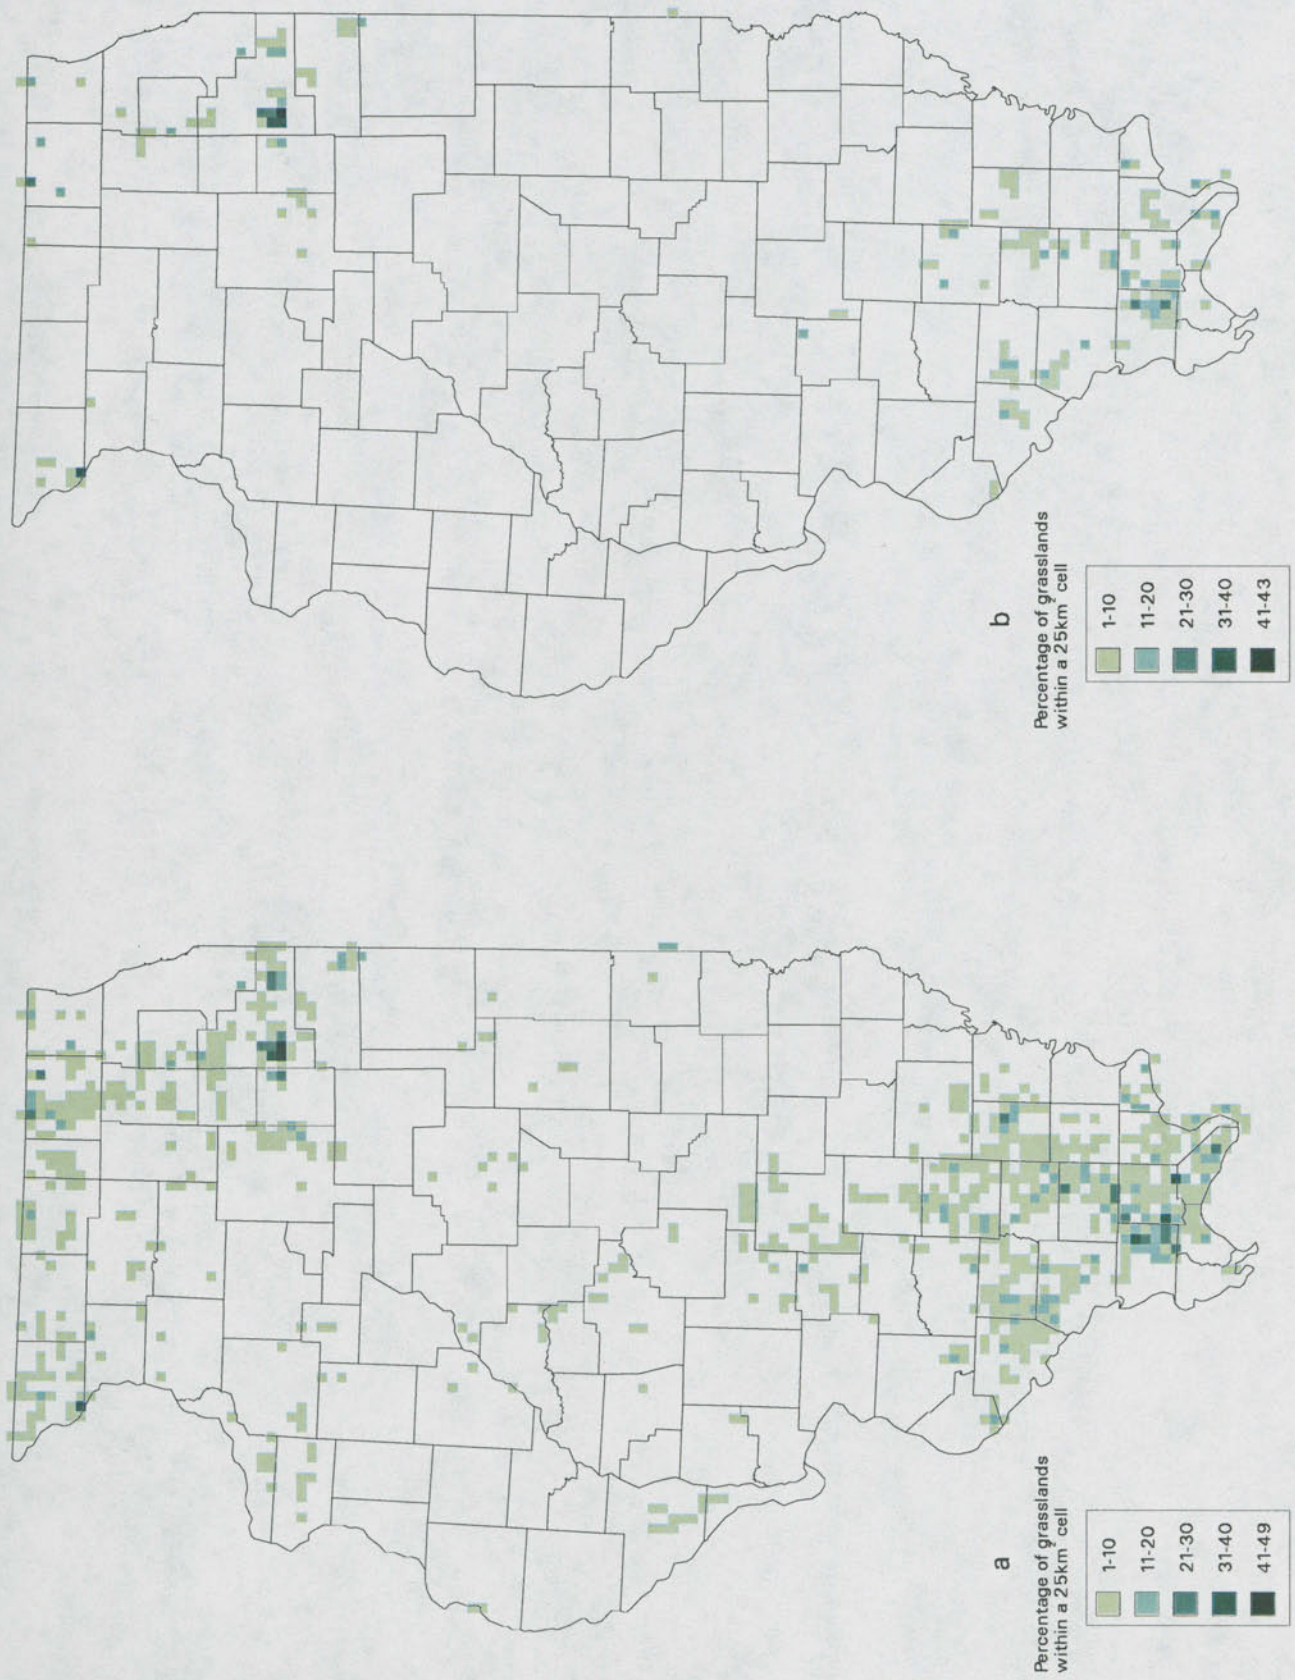 a
Percentage of grasslands
within a 25km² cell
1-10
11-20
21-30
31-40
41-49
b
Percentage of grasslands
within a 25km² cell
1-10
11-20
21-30
31-40
41-43